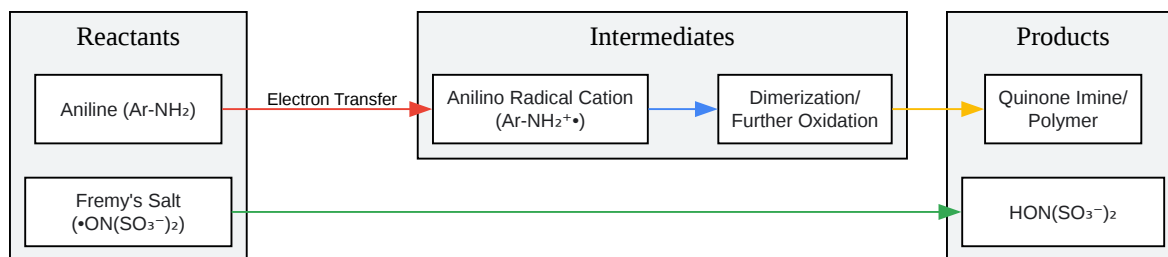 Reactants
Intermediates
Products
Aniline (Ar-NH₂)
Electron Transfer
Anilino Radical Cation
(Ar-NH₂⁺•)
Dimerization/
Further Oxidation
Quinone Imine/
Polymer
Fremy's Salt
(•ON(SO₃⁻)₂)
HON(SO₃⁻)₂